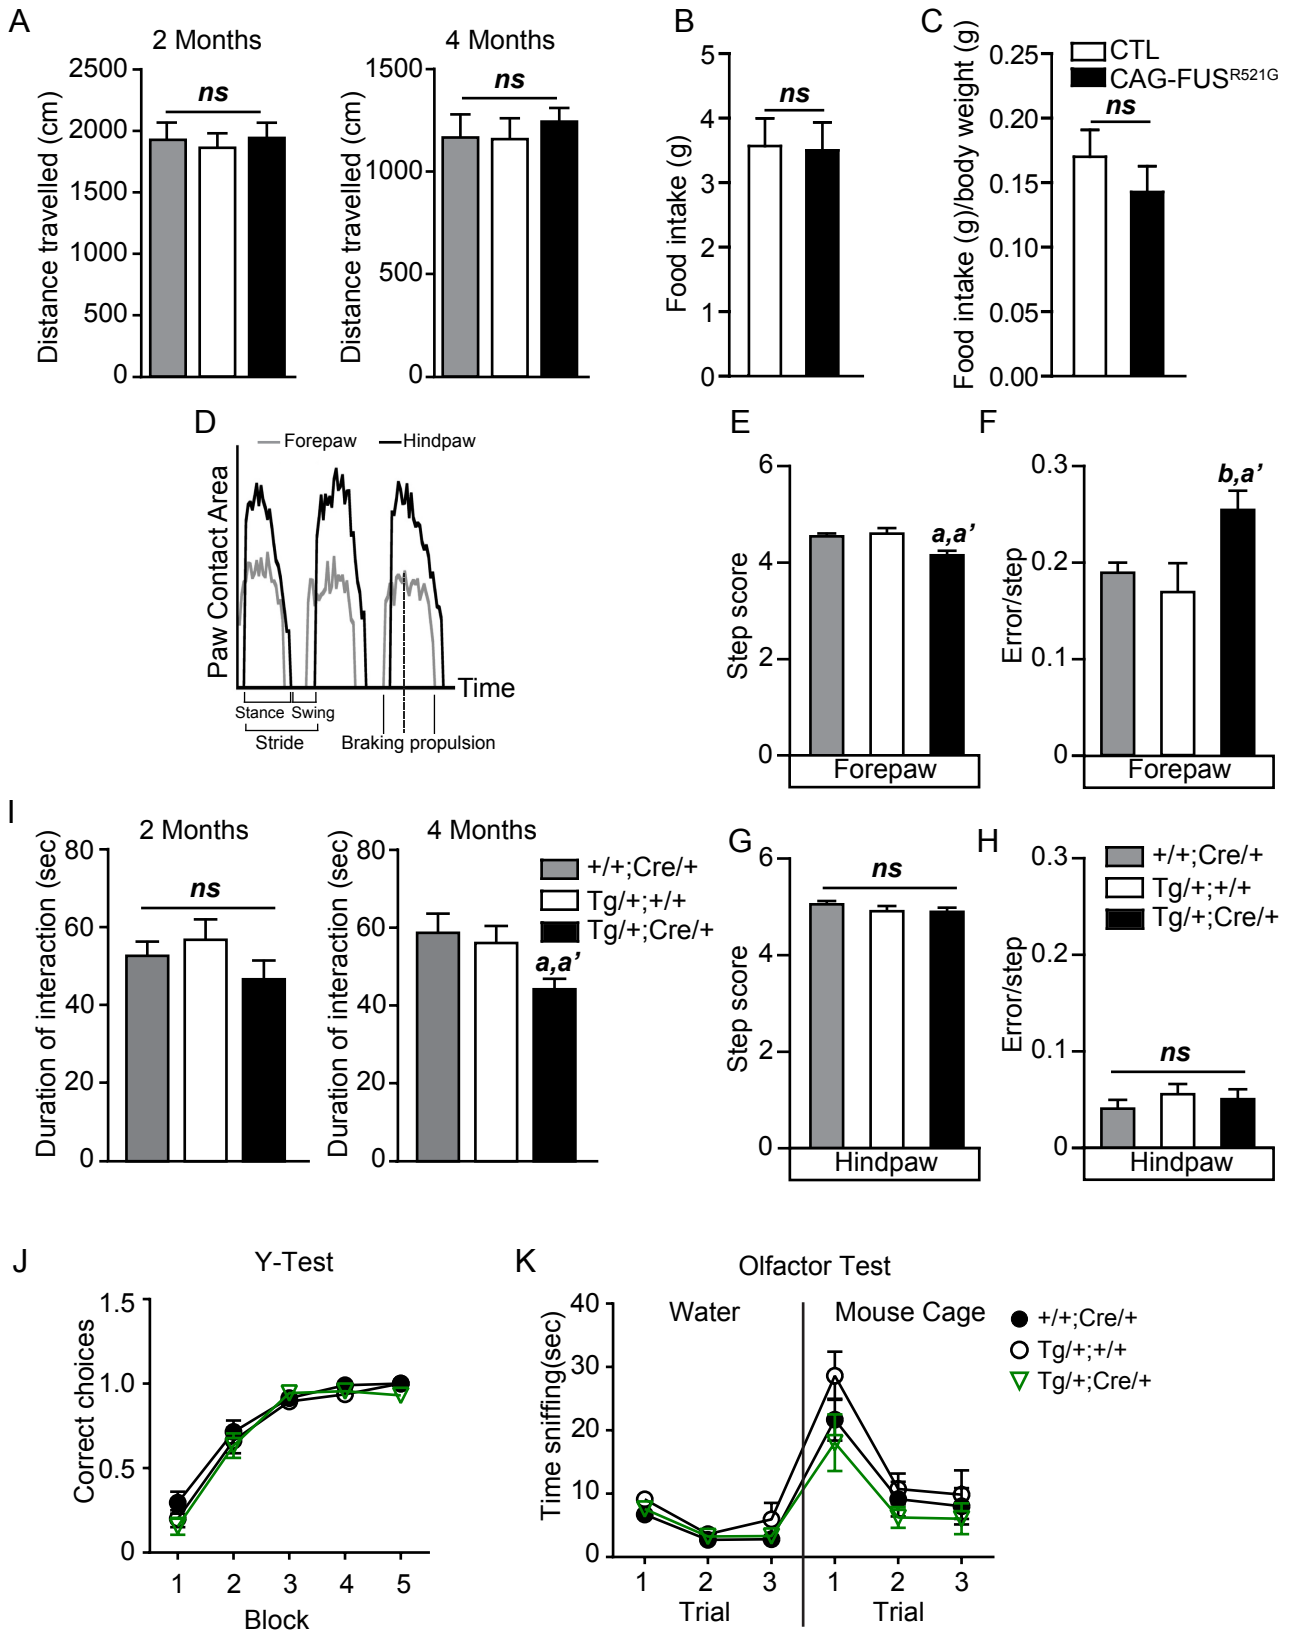 A
2 Months
Distance travelled (cm)
2500
2000
1500
1000
500
0
ns
4 Months
Distance travelled (cm)
1500
1000
500
0
ns
B
Food intake (g)
5
4
3
2
1
0
ns
C
Food intake (g)/body weight (g)
0.25
0.20
0.15
0.10
0.05
0.00
CTL
CAG-FUSR521G
ns
D
Forepaw
Hindpaw
Paw Contact Area
Time
Stance Swing
Stride
Braking propulsion
E
Step score
6
4
2
0
a,a’
Forepaw
F
Error/step
0.3
0.2
0.1
0
b,a’
Forepaw
I
2 Months
Duration of interaction (sec)
80
60
40
20
0
ns
4 Months
Duration of interaction (sec)
80
60
40
20
0
+/+;Cre/+
Tg/+;+/+
Tg/+;Cre/+
a,a’
G
Step score
6
4
2
0
ns
Hindpaw
H
Error/step
0.3
0.2
0.1
0
+/+;Cre/+
Tg/+;+/+
Tg/+;Cre/+
ns
Hindpaw
J
Y-Test
Correct choices
1.5
1.0
0.5
0
1 2 3 4 5
Block
K
Olfactor Test
Water
Mouse Cage
Time sniffing(sec)
40
30
20
10
0
1 2 3 1 2 3
Trial
Trial
+/+;Cre/+
Tg/+;+/+
Tg/+;Cre/+